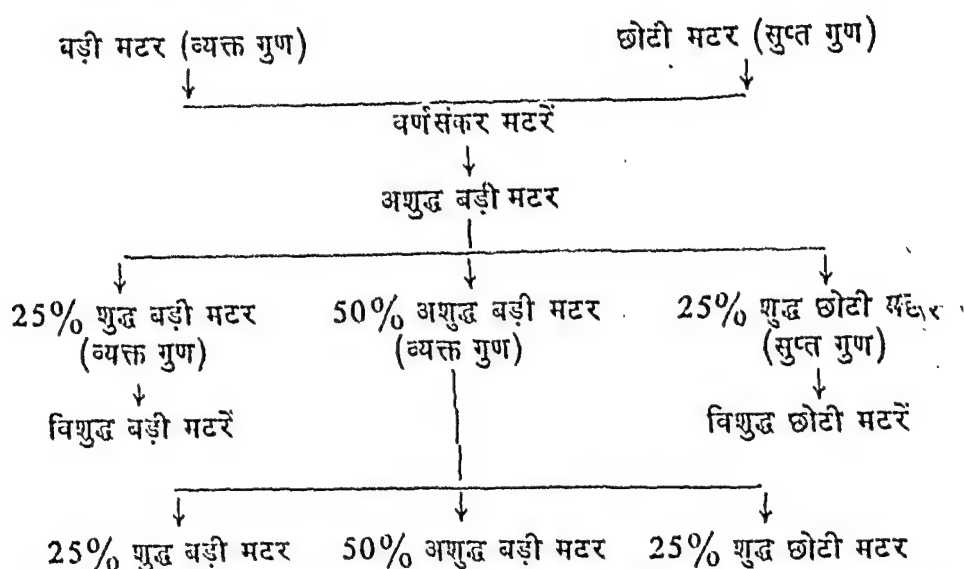 बड़ी मटर (व्यक्त गुण) छोटी मटर (सुप्त गुण)
वर्णसंकर मटरें
अशुद्ध बड़ी मटर
25% शुद्ध बड़ी मटर 50% अशुद्ध बड़ी मटर 25% शुद्ध छोटी
(व्यक्त गुण) (व्यक्त गुण) (सुप्त गुण)
विशुद्ध बड़ी मटरें विशुद्ध छोटी मटरें
25% शुद्ध बड़ी मटर 50% अशुद्ध बड़ी मटर 25% शुद्ध छोटी मटर